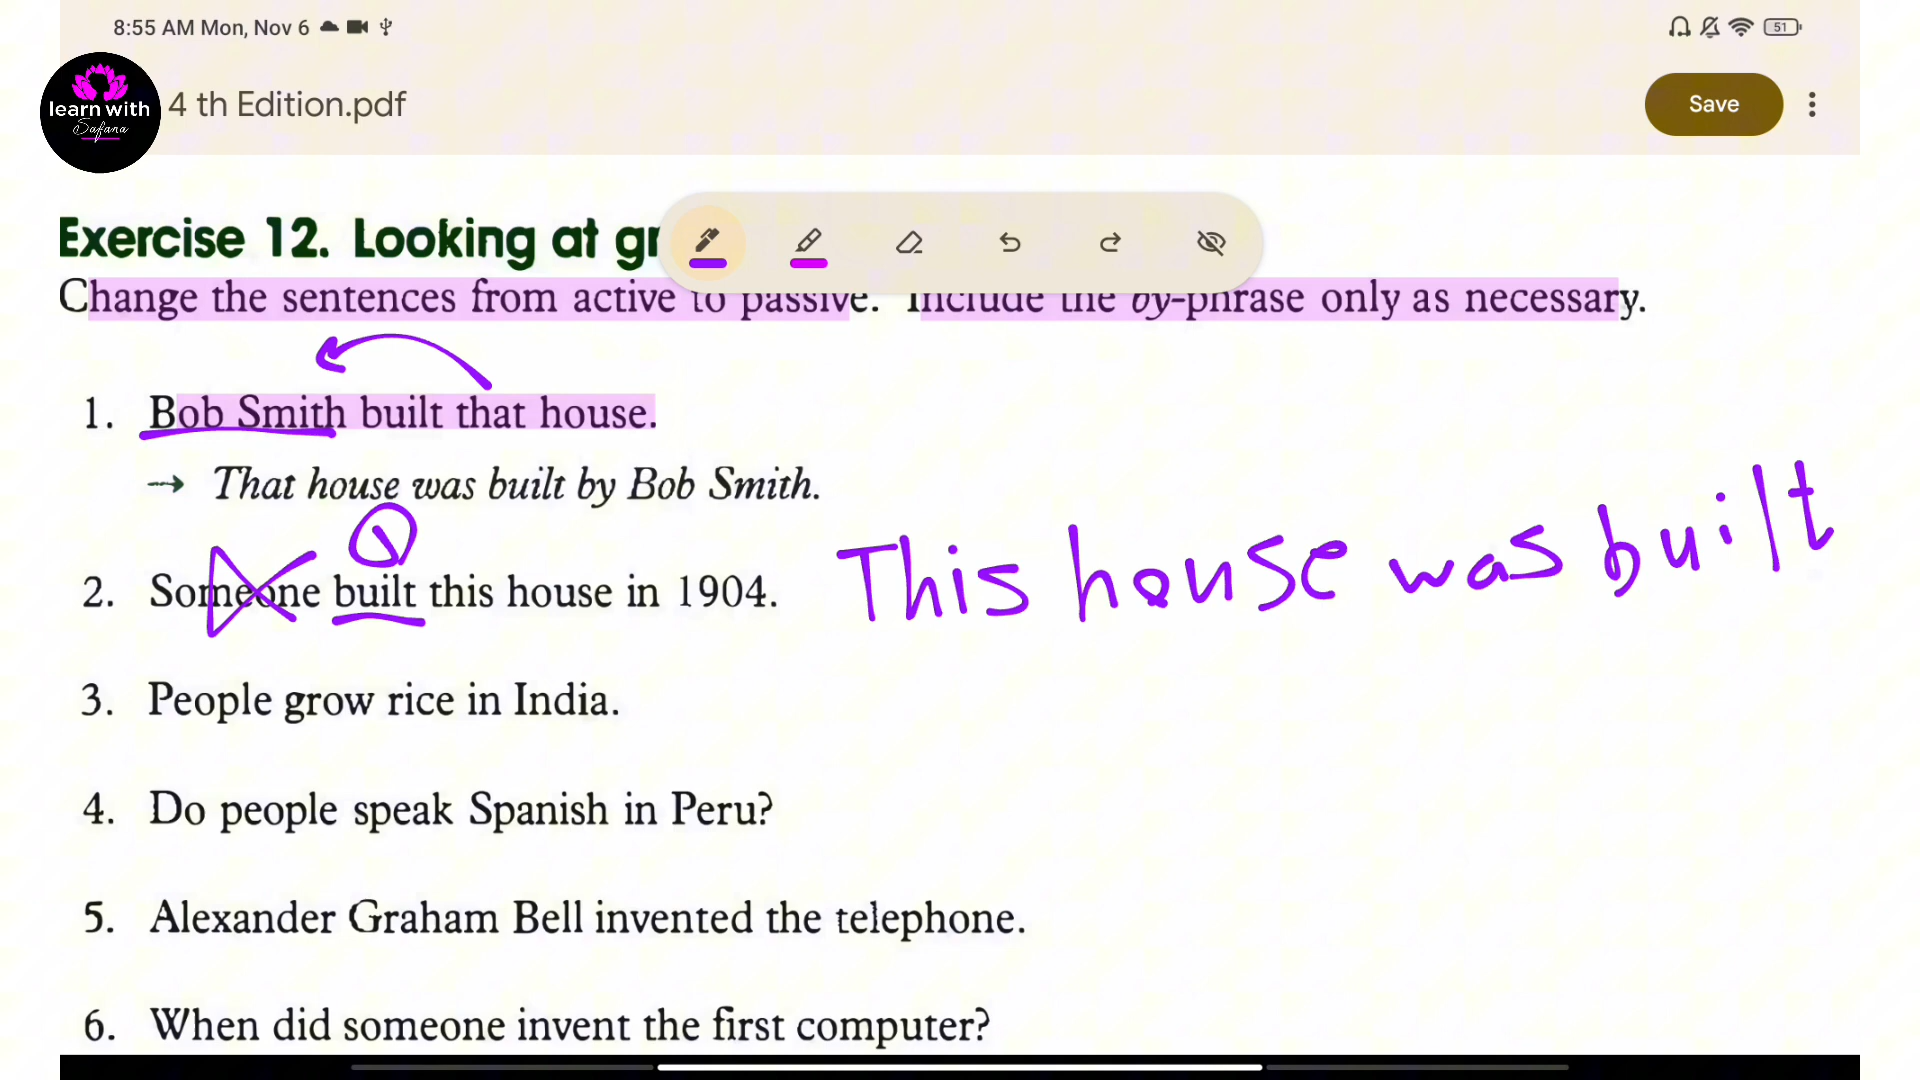 8:55 AM Mon, Nov 6
51
learn with
Safana
4 th Edition.pdf
Save
Exercise 12. Looking at gr
Change the sentences from active to passive. Include the by-phrase only as necessary.
1. Bob Smith built that house.
→ That house was built by Bob Smith.
2. Someone built this house in 1904.
This house was built
3. People grow rice in India.
4. Do people speak Spanish in Peru?
5. Alexander Graham Bell invented the telephone.
6. When did someone invent the first computer?